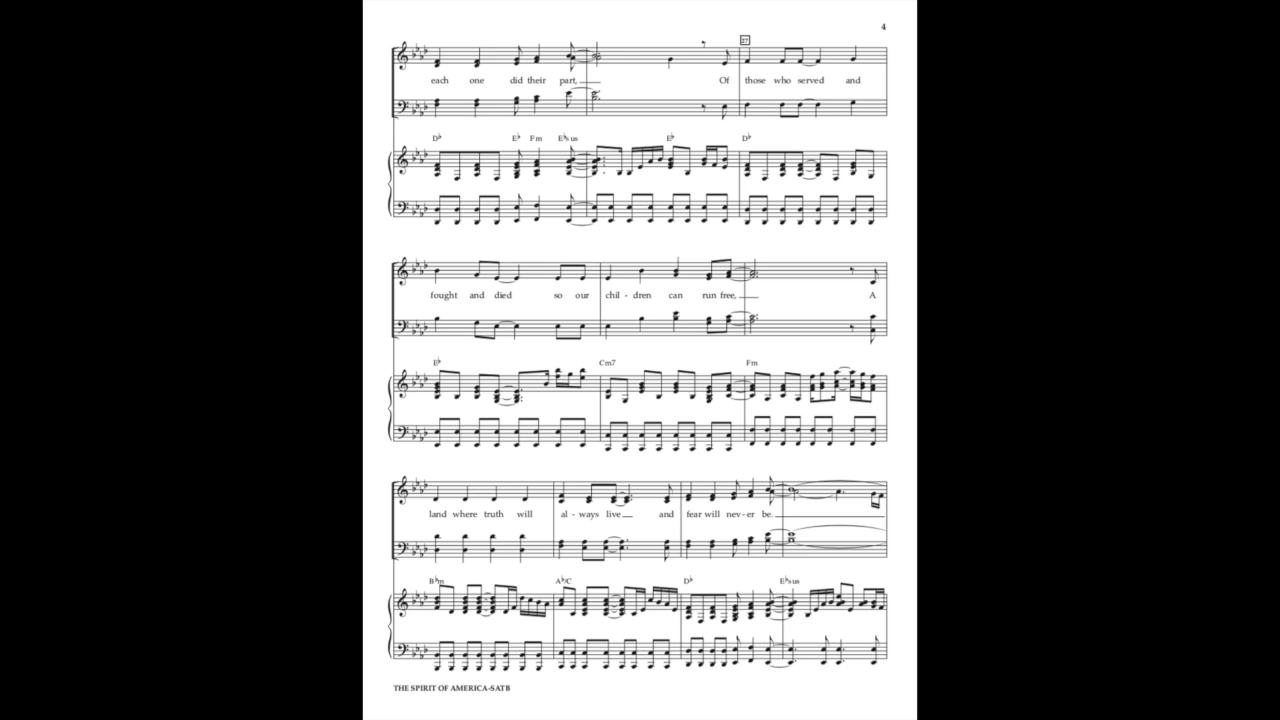 4
27
each one did their part, Of those who served and
D♭ E♭ Fm E♭sus E♭ D♭
fought and died so our chil - dren can run free, A
E♭ Cm7 Fm
land where truth will al - ways live and fear will nev - er be.
B♭m A♭/C D♭ E♭sus
THE SPIRIT OF AMERICA-SATB